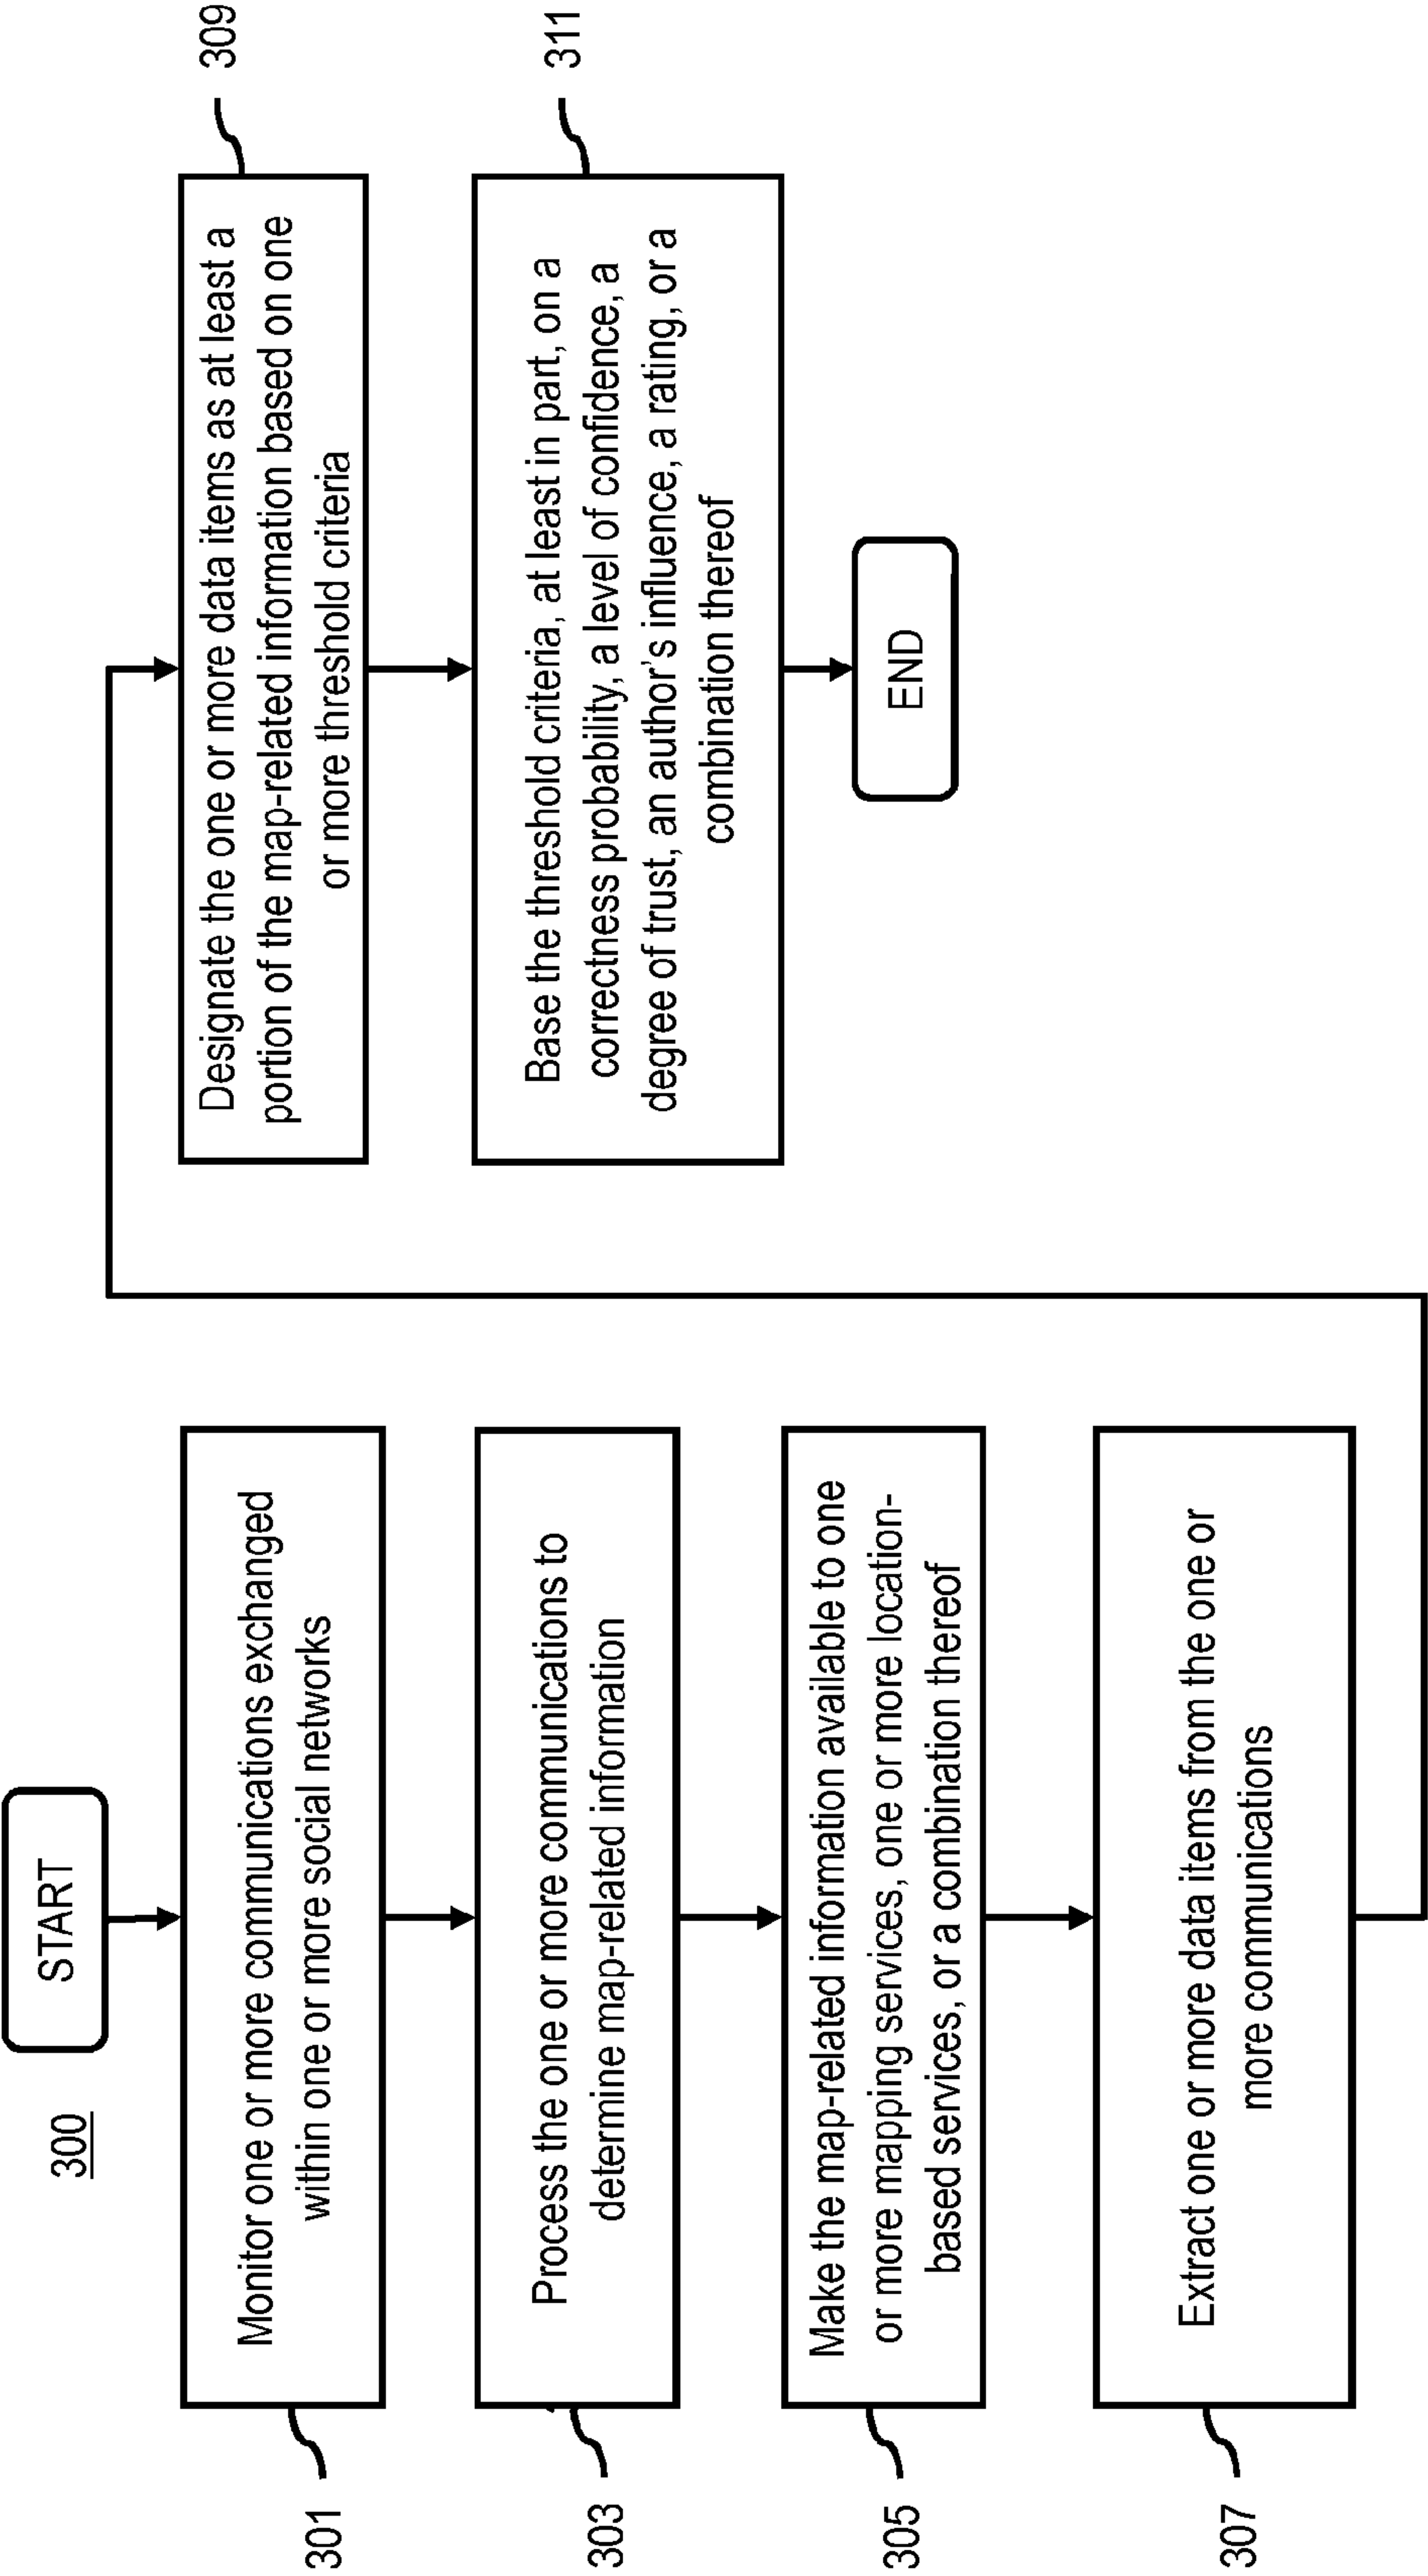 300
START
301
Monitor one or more communications exchanged
within one or more social networks
303
Process the one or more communications to
determine map-related information
305
Make the map-related information available to one
or more mapping services, one or more location-
based services, or a combination thereof
307
Extract one or more data items from the one or
more communications
309
Designate the one or more data items as at least a
portion of the map-related information based on one
or more threshold criteria
311
Base the threshold criteria, at least in part, on a
correctness probability, a level of confidence, a
degree of trust, an author's influence, a rating, or a
combination thereof
END